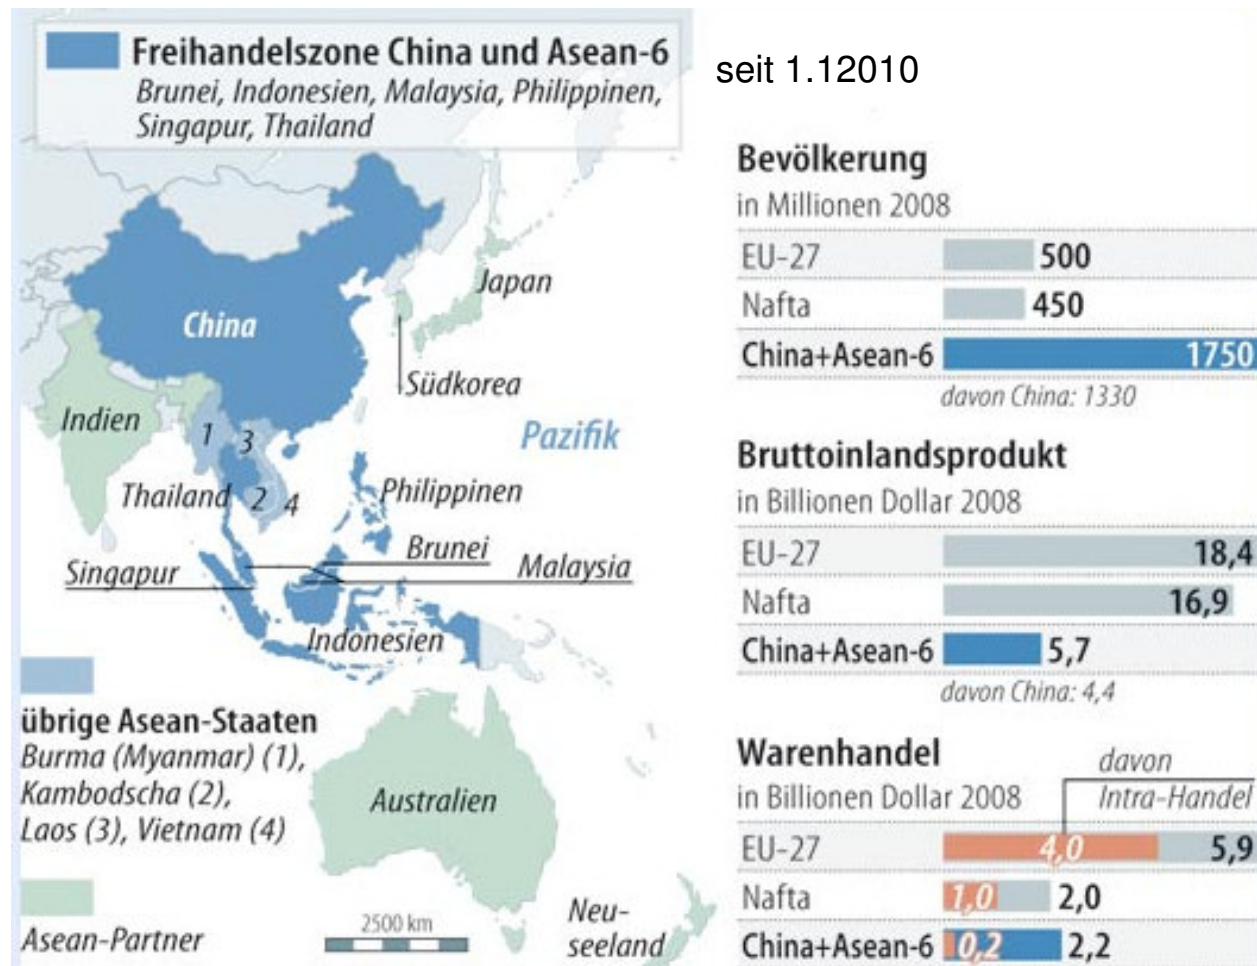 Freihandelszone China und Asean-6
Brunei, Indonesien, Malaysia, Philippinen,
Singapur, Thailand
seit 1.12010
China
Japan
Südkorea
Indien
1
3
Pazifik
Thailand
2
4
Philippinen
Brunei
Singapur
Malaysia
Indonesien
übrige Asean-Staaten
Burma (Myanmar) (1),
Kambodscha (2),
Laos (3), Vietnam (4)
Australien
Asean-Partner
2500 km
Neu-
seeland
Bevölkerung
in Millionen 2008
EU-27 500
Nafta 450
China+Asean-6 1750
davon China: 1330
Bruttoinlandsprodukt
in Billionen Dollar 2008
EU-27 18,4
Nafta 16,9
China+Asean-6 5,7
davon China: 4,4
Warenhandel
in Billionen Dollar 2008
davon
Intra-Handel
EU-27 4,0 5,9
Nafta 1,0 2,0
China+Asean-6 0,2 2,2